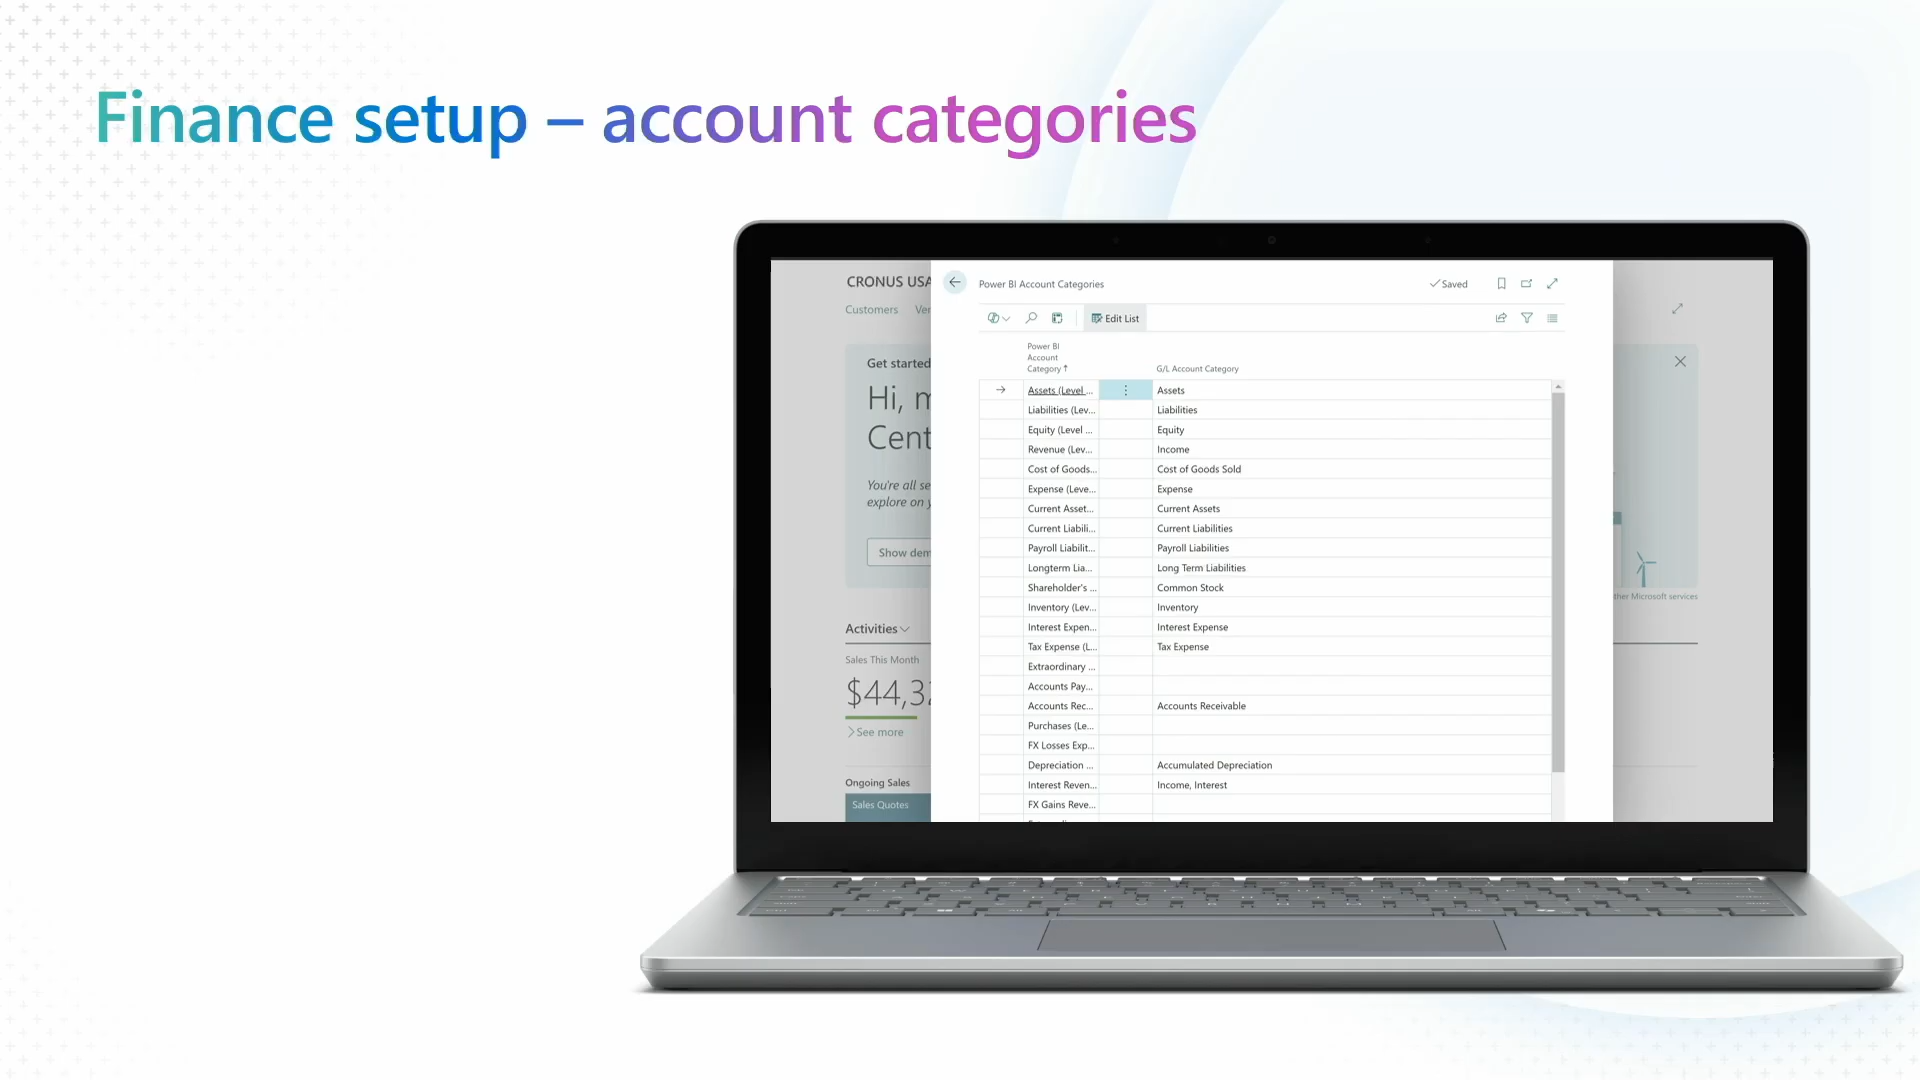 Finance setup – account categories
CRONUS USA
Customers Ver
Get started
Hi, m
Cent
You're all se
explore on y
Show dem
Activities
Sales This Month
$44,32
See more
Ongoing Sales
Sales Quotes
Power BI Account Categories
Saved
Edit List
Power BI
Account
Category ↑ G/L Account Category
Assets (Level ... Assets
Liabilities (Lev... Liabilities
Equity (Level ... Equity
Revenue (Lev... Income
Cost of Goods... Cost of Goods Sold
Expense (Leve... Expense
Current Asset... Current Assets
Current Liabili... Current Liabilities
Payroll Liabilit... Payroll Liabilities
Longterm Lia... Long Term Liabilities
Shareholder's ... Common Stock
Inventory (Lev... Inventory
Interest Expen... Interest Expense
Tax Expense (L... Tax Expense
Extraordinary ...
Accounts Pay...
Accounts Rec... Accounts Receivable
Purchases (Le...
FX Losses Exp...
Depreciation ... Accumulated Depreciation
Interest Reven... Income, Interest
FX Gains Reve...
ther Microsoft services